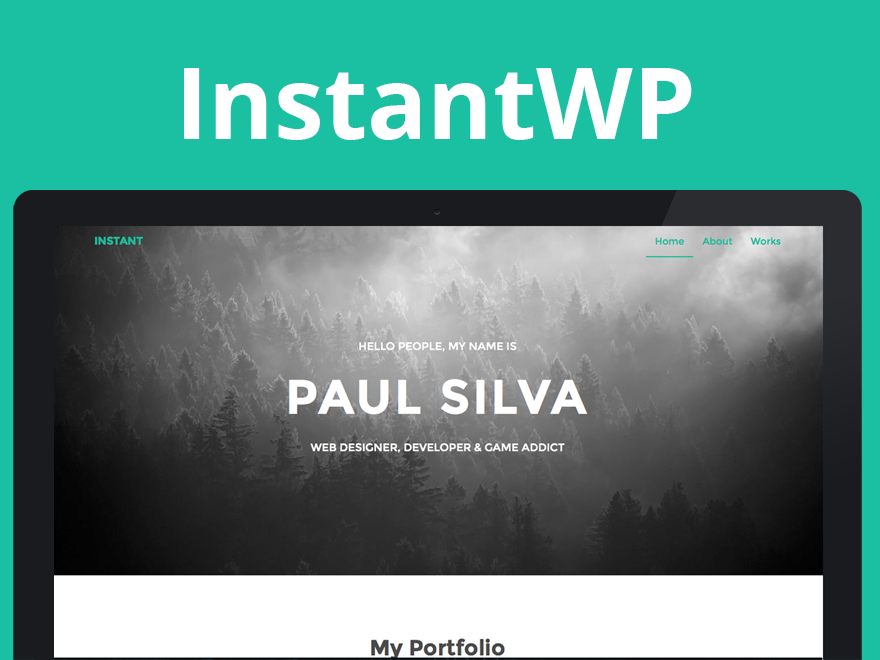 InstantWP
INSTANT
Home About Works
HELLO PEOPLE, MY NAME IS
PAUL SILVA
WEB DESIGNER, DEVELOPER & GAME ADDICT
My Portfolio